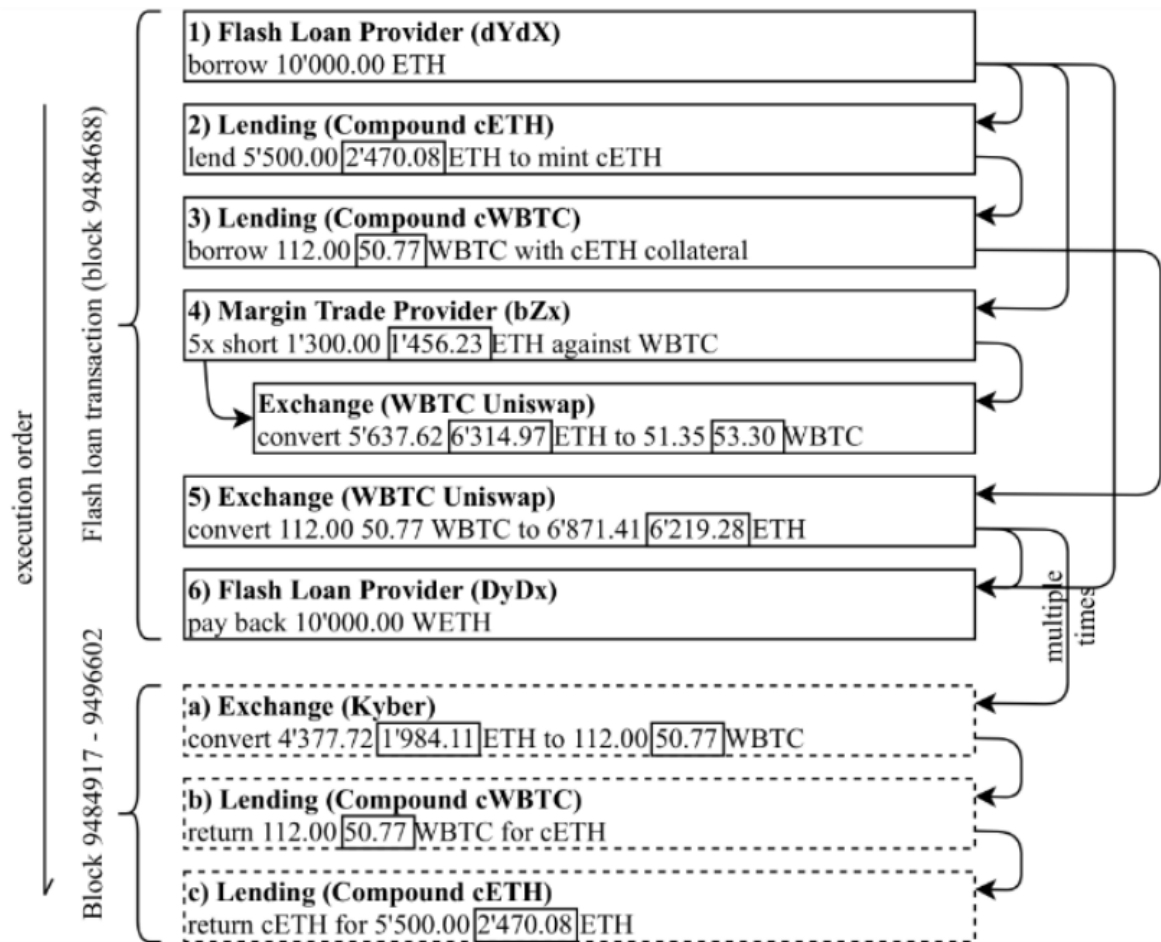 1) Flash Loan Provider (dYdX)
borrow 10'000.00 ETH
2) Lending (Compound cETH)
lend 5'500.00 2'470.08 ETH to mint cETH
3) Lending (Compound cWBTC)
borrow 112.00 50.77 WBTC with cETH collateral
4) Margin Trade Provider (bZx)
5x short 1'300.00 1'456.23 ETH against WBTC
Exchange (WBTC Uniswap)
convert 5'637.62 6'314.97 ETH to 51.35 53.30 WBTC
5) Exchange (WBTC Uniswap)
convert 112.00 50.77 WBTC to 6'871.41 6'219.28 ETH
6) Flash Loan Provider (DyDx)
pay back 10'000.00 WETH
a) Exchange (Kyber)
convert 4'377.72 1'984.11 ETH to 112.00 50.77 WBTC
b) Lending (Compound cWBTC)
return 112.00 50.77 WBTC for cETH
c) Lending (Compound cETH)
return cETH for 5'500.00 2'470.08 ETH
execution order
Flash loan transaction (block 9484688)
Block 9484917 - 9496602
multiple
times